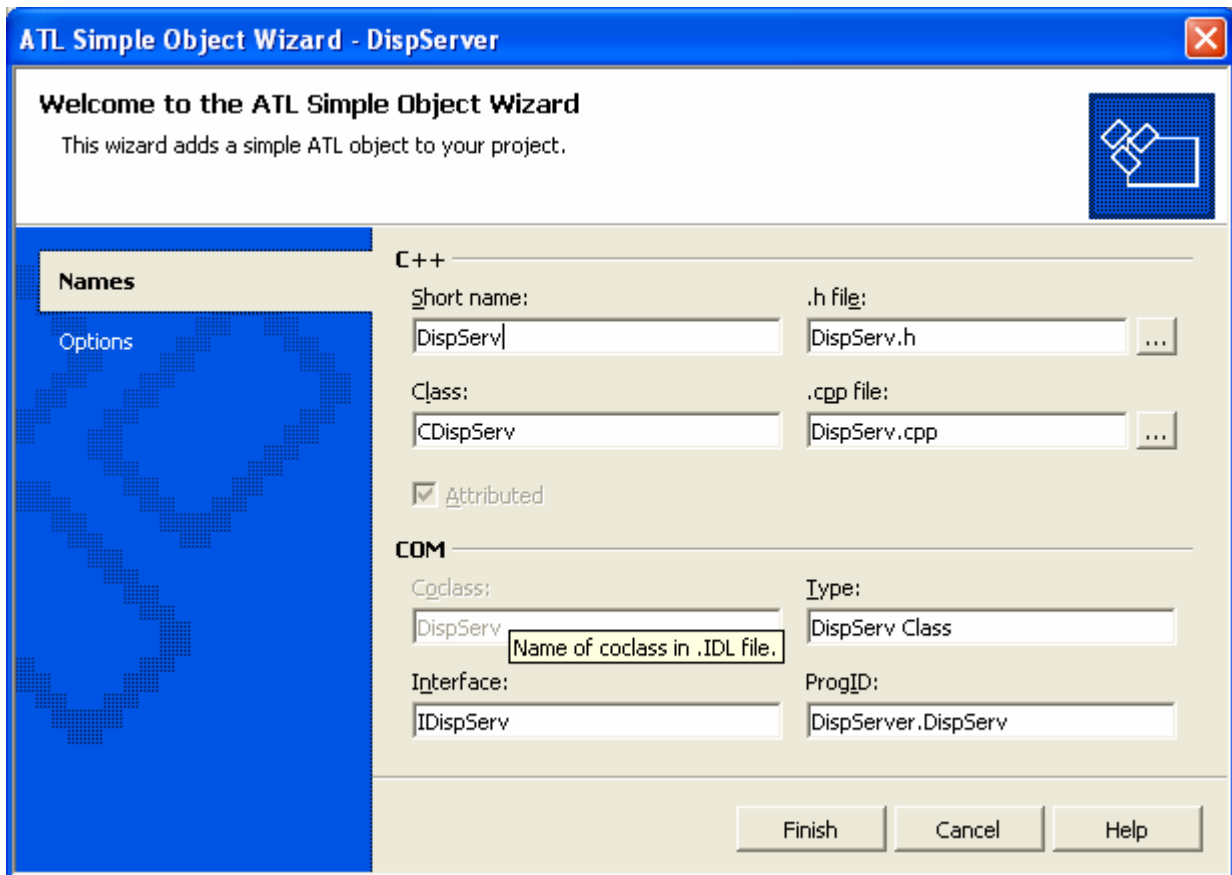 ATL Simple Object Wizard - DispServer
Welcome to the ATL Simple Object Wizard
This wizard adds a simple ATL object to your project.
Names
Options
C++
Short name:
DispServ
.h file:
DispServ.h
...
Class:
CDispServ
.cpp file:
DispServ.cpp
...
Attributed
COM
Coclass:
DispServ
Type:
DispServ Class
Name of coclass in .IDL file.
Interface:
IDispServ
ProgID:
DispServer.DispServ
Finish
Cancel
Help